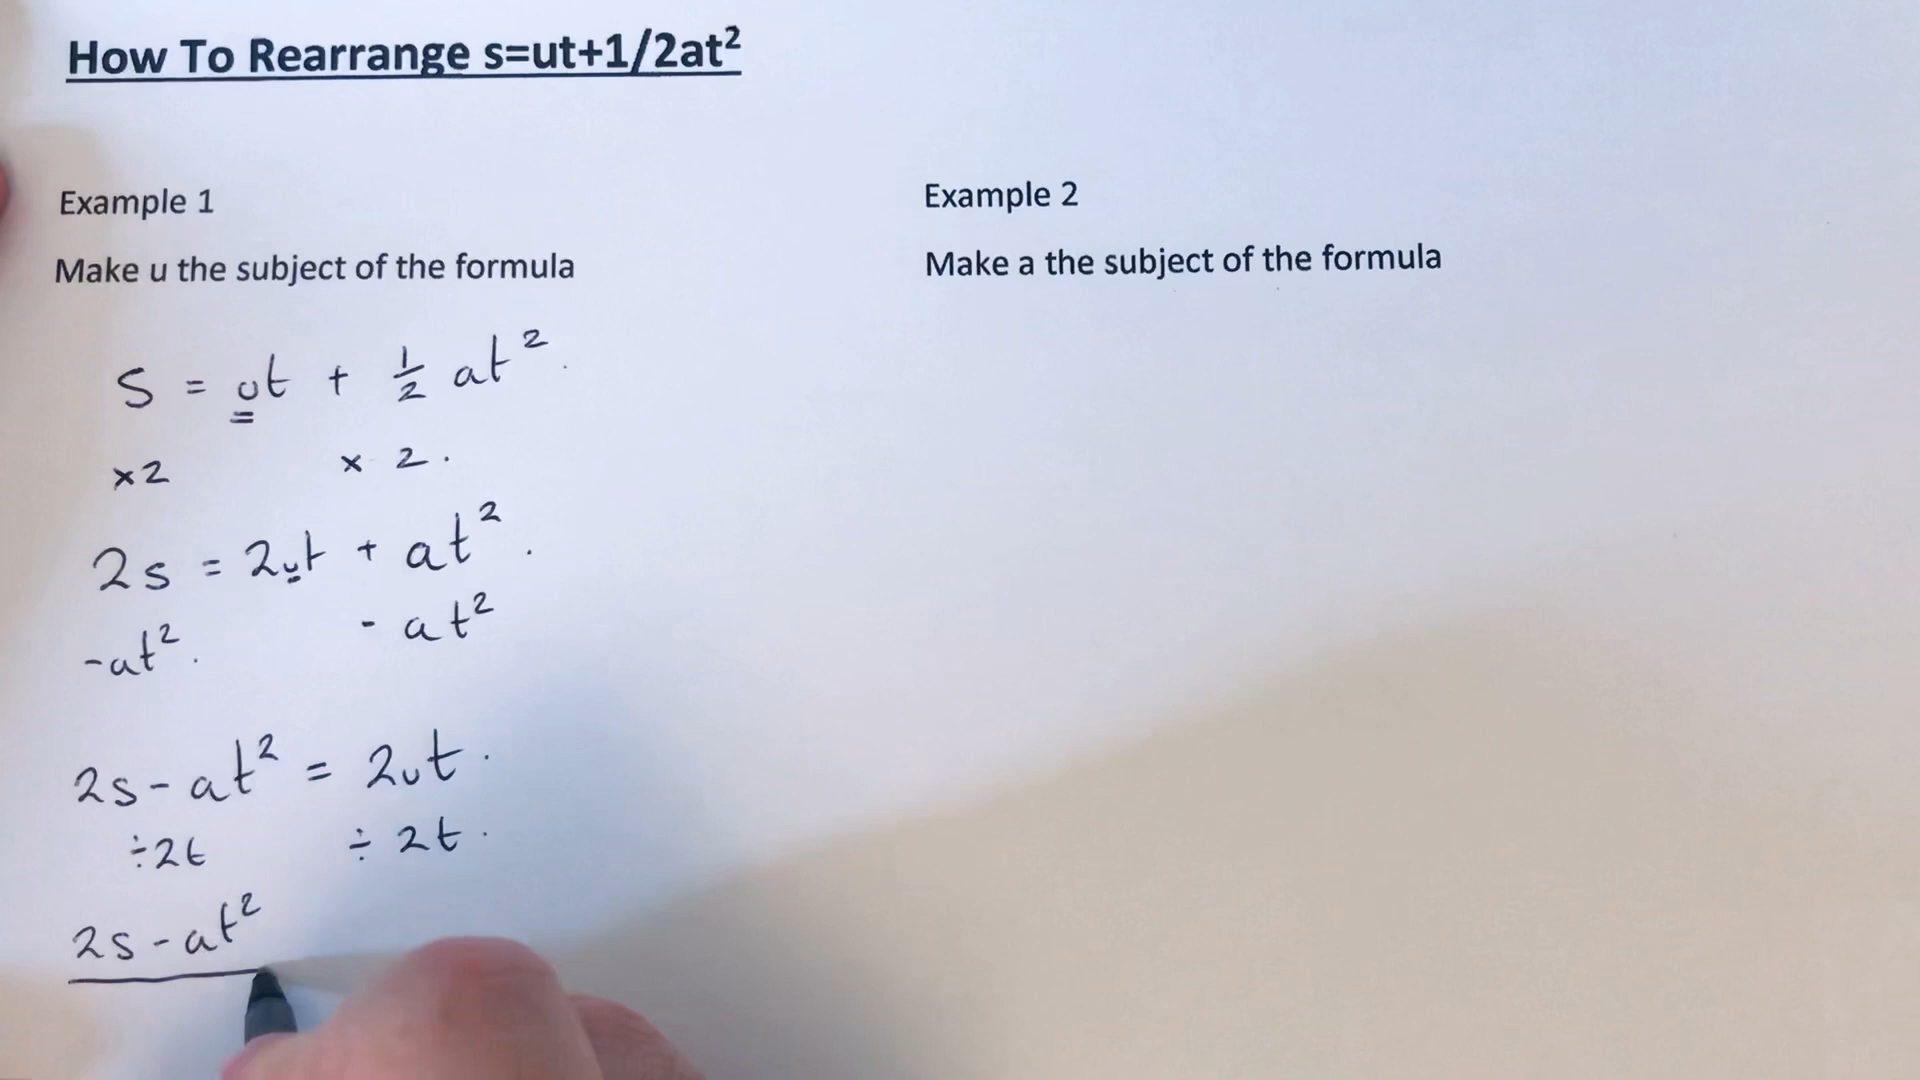 How To Rearrange s=ut+1/2at²
Example 1
Make u the subject of the formula
s = ut + ½ at².
×2 × 2.
2s = 2ut + at².
-at². - at²
2s - at² = 2ut.
÷2t ÷ 2t.
2s - at²
Example 2
Make a the subject of the formula